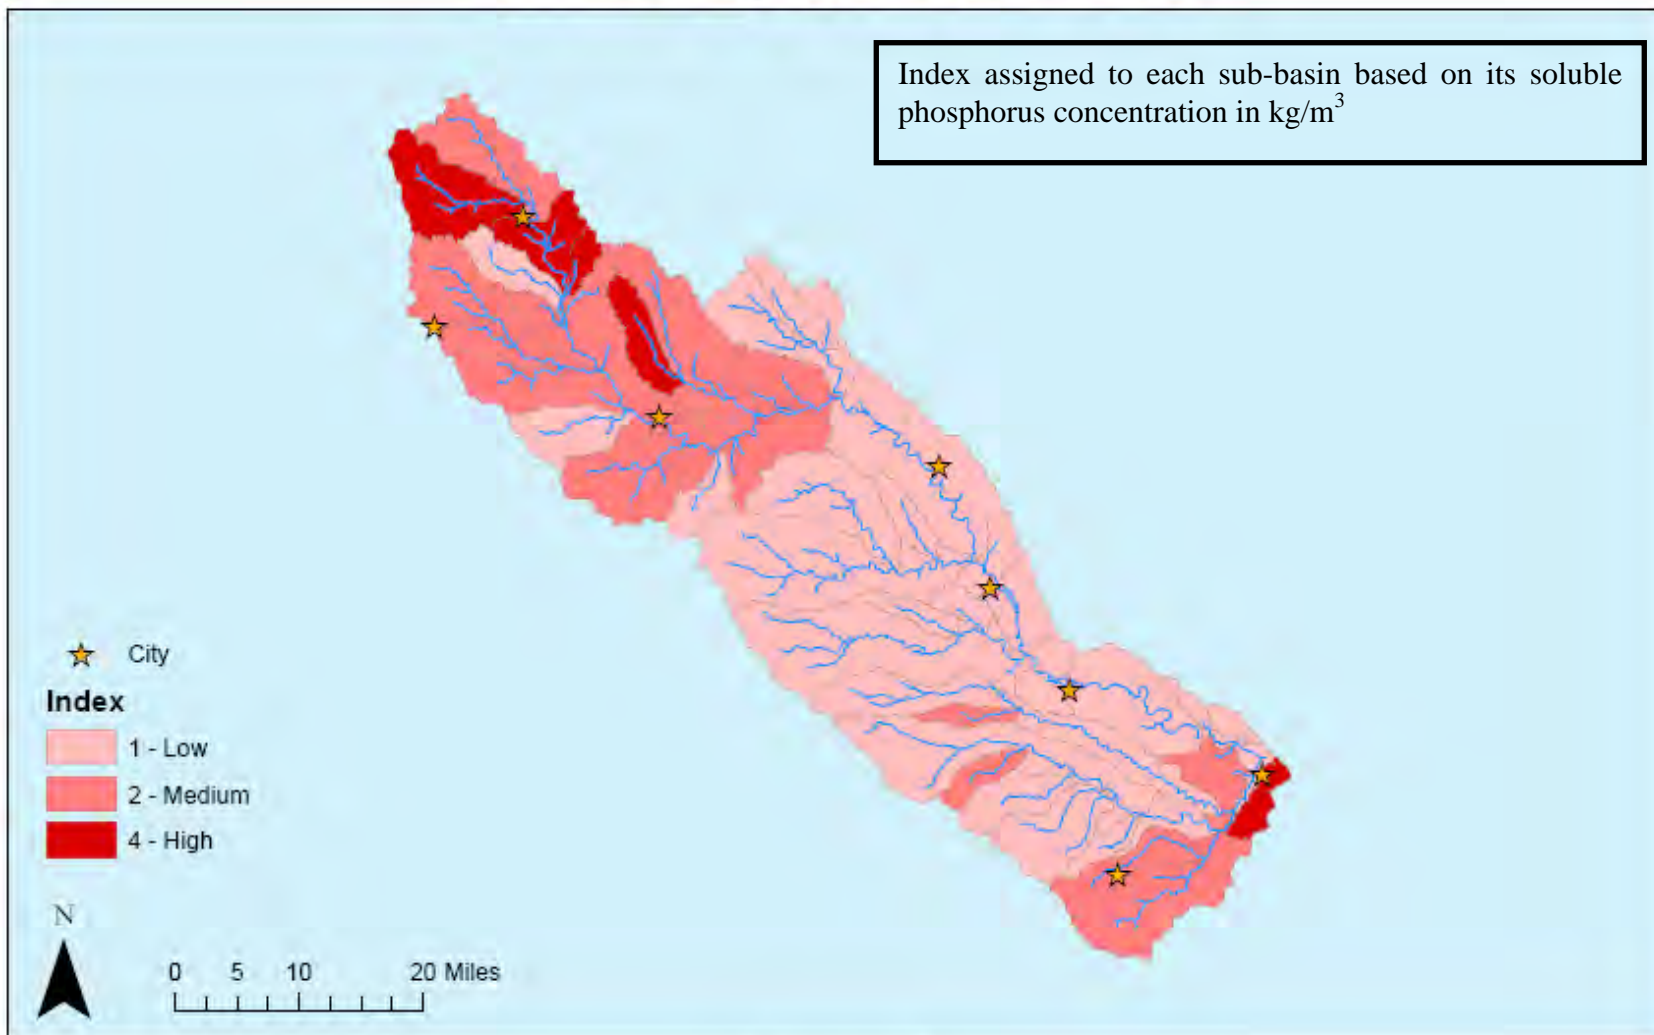 Index assigned to each sub-basin based on its soluble
phosphorus concentration in kg/m³
City
Index
1 - Low
2 - Medium
4 - High
N
0 5 10 20 Miles